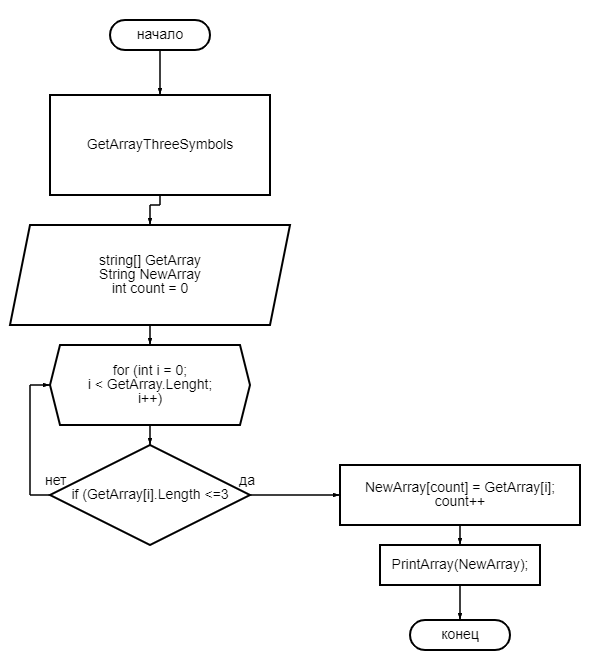 начало
GetArrayThreeSymbols
string[] GetArray
String NewArray
int count = 0
for (int i = 0;
i < GetArray.Lenght;
i++)
нет
да
if (GetArray[i].Length <=3
NewArray[count] = GetArray[i];
count++
PrintArray(NewArray);
конец